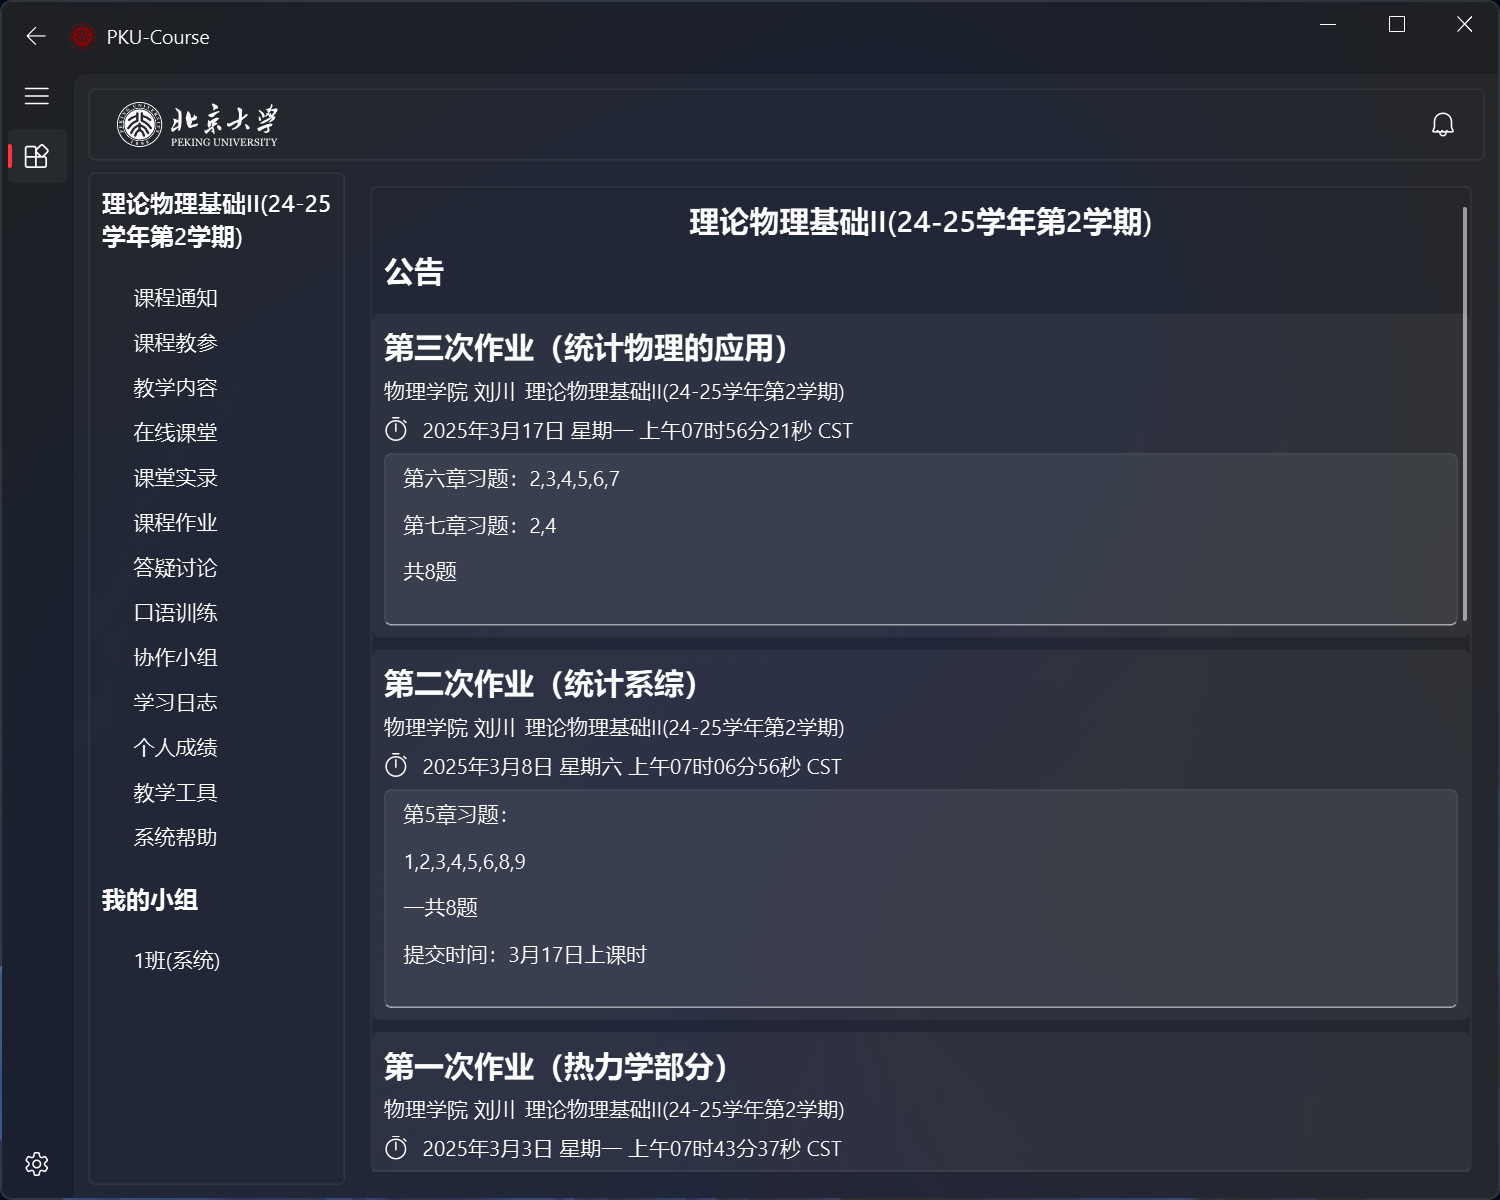 PKU-Course
北京大学
PEKING UNIVERSITY
理论物理基础II(24-25
学年第2学期)
课程通知
课程教参
教学内容
在线课堂
课堂实录
课程作业
答疑讨论
口语训练
协作小组
学习日志
个人成绩
教学工具
系统帮助
我的小组
1班(系统)
理论物理基础II(24-25学年第2学期)
公告
第三次作业（统计物理的应用）
物理学院 刘川 理论物理基础II(24-25学年第2学期)
2025年3月17日 星期一 上午07时56分21秒 CST
第六章习题：2,3,4,5,6,7
第七章习题：2,4
共8题
第二次作业（统计系综）
物理学院 刘川 理论物理基础II(24-25学年第2学期)
2025年3月8日 星期六 上午07时06分56秒 CST
第5章习题：
1,2,3,4,5,6,8,9
一共8题
提交时间：3月17日上课时
第一次作业（热力学部分）
物理学院 刘川 理论物理基础II(24-25学年第2学期)
2025年3月3日 星期一 上午07时43分37秒 CST